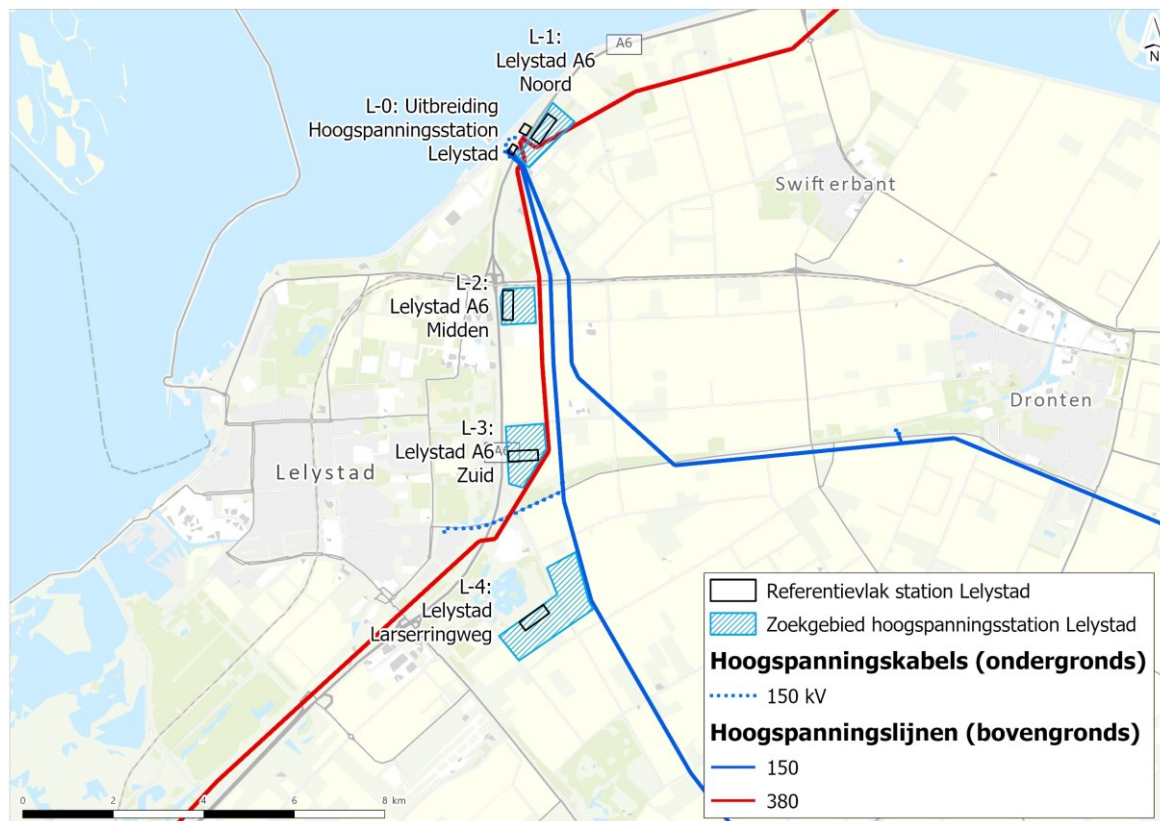 L-1:
Lelystad A6
Noord
A6
N
L-0: Uitbreiding
Hoogspanningsstation
Lelystad
Swifterbant
L-2:
Lelystad A6
Midden
Dronten
L-3:
Lelystad A6
Zuid
A6
Lelystad
L-4:
Lelystad
Larserringweg
Referentievlak station Lelystad
Zoekgebied hoogspanningsstation Lelystad
Hoogspanningskabels (ondergronds)
150 kV
Hoogspanningslijnen (bovengronds)
150
380
0 2 4 6 8 km